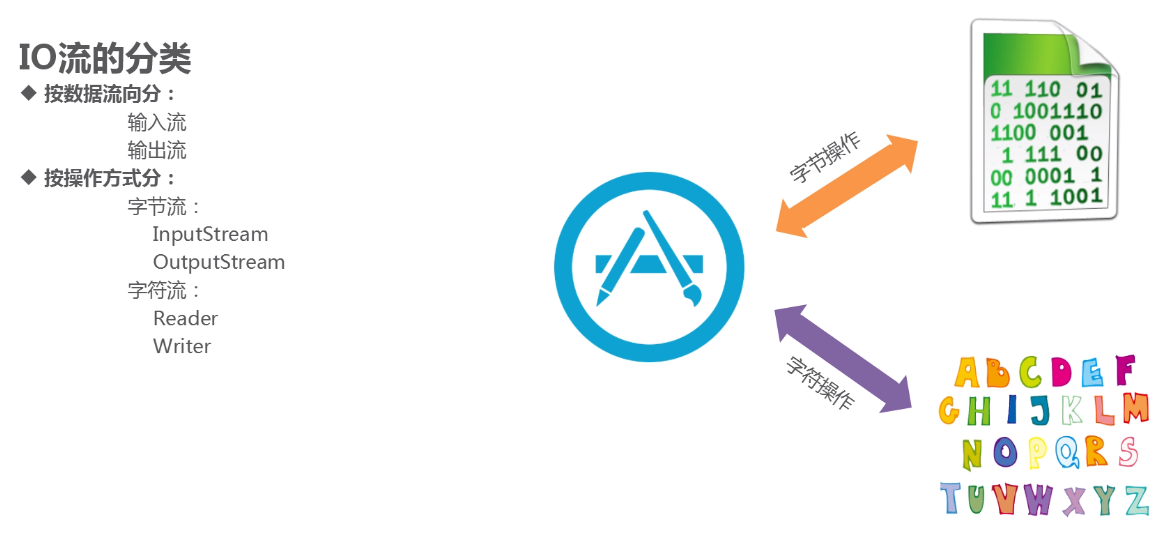 IO流的分类
◆ 按数据流向分：
输入流
输出流
◆ 按操作方式分：
字节流：
InputStream
OutputStream
字符流：
Reader
Writer
字节操作
11 110 01
0 1001110
1100 001
1 111 00
00 0001 1
11 1 1001
字符操作
ABCDEF
GHIJKLM
NOPQRS
TUVWXYZ